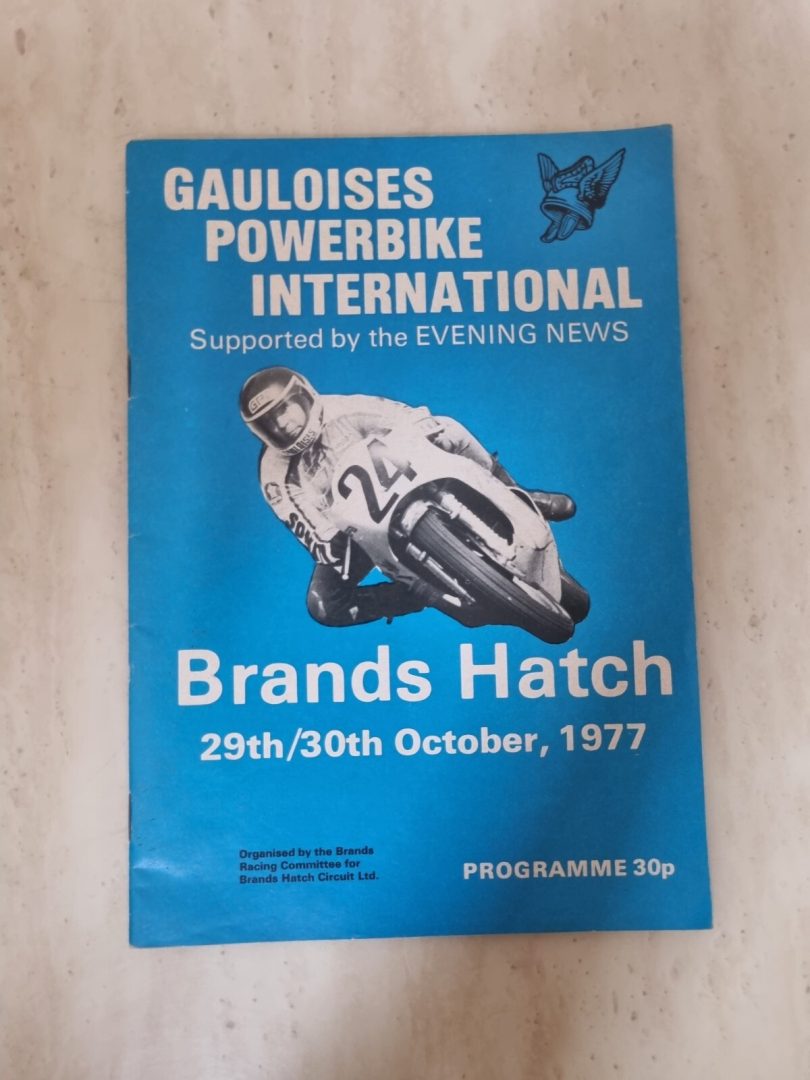 GAULOISES
POWERBIKE
INTERNATIONAL
Supported by the EVENING NEWS
24
Brands Hatch
29th/30th October, 1977
Organised by the Brands
Racing Committee for
Brands Hatch Circuit Ltd.
PROGRAMME 30p